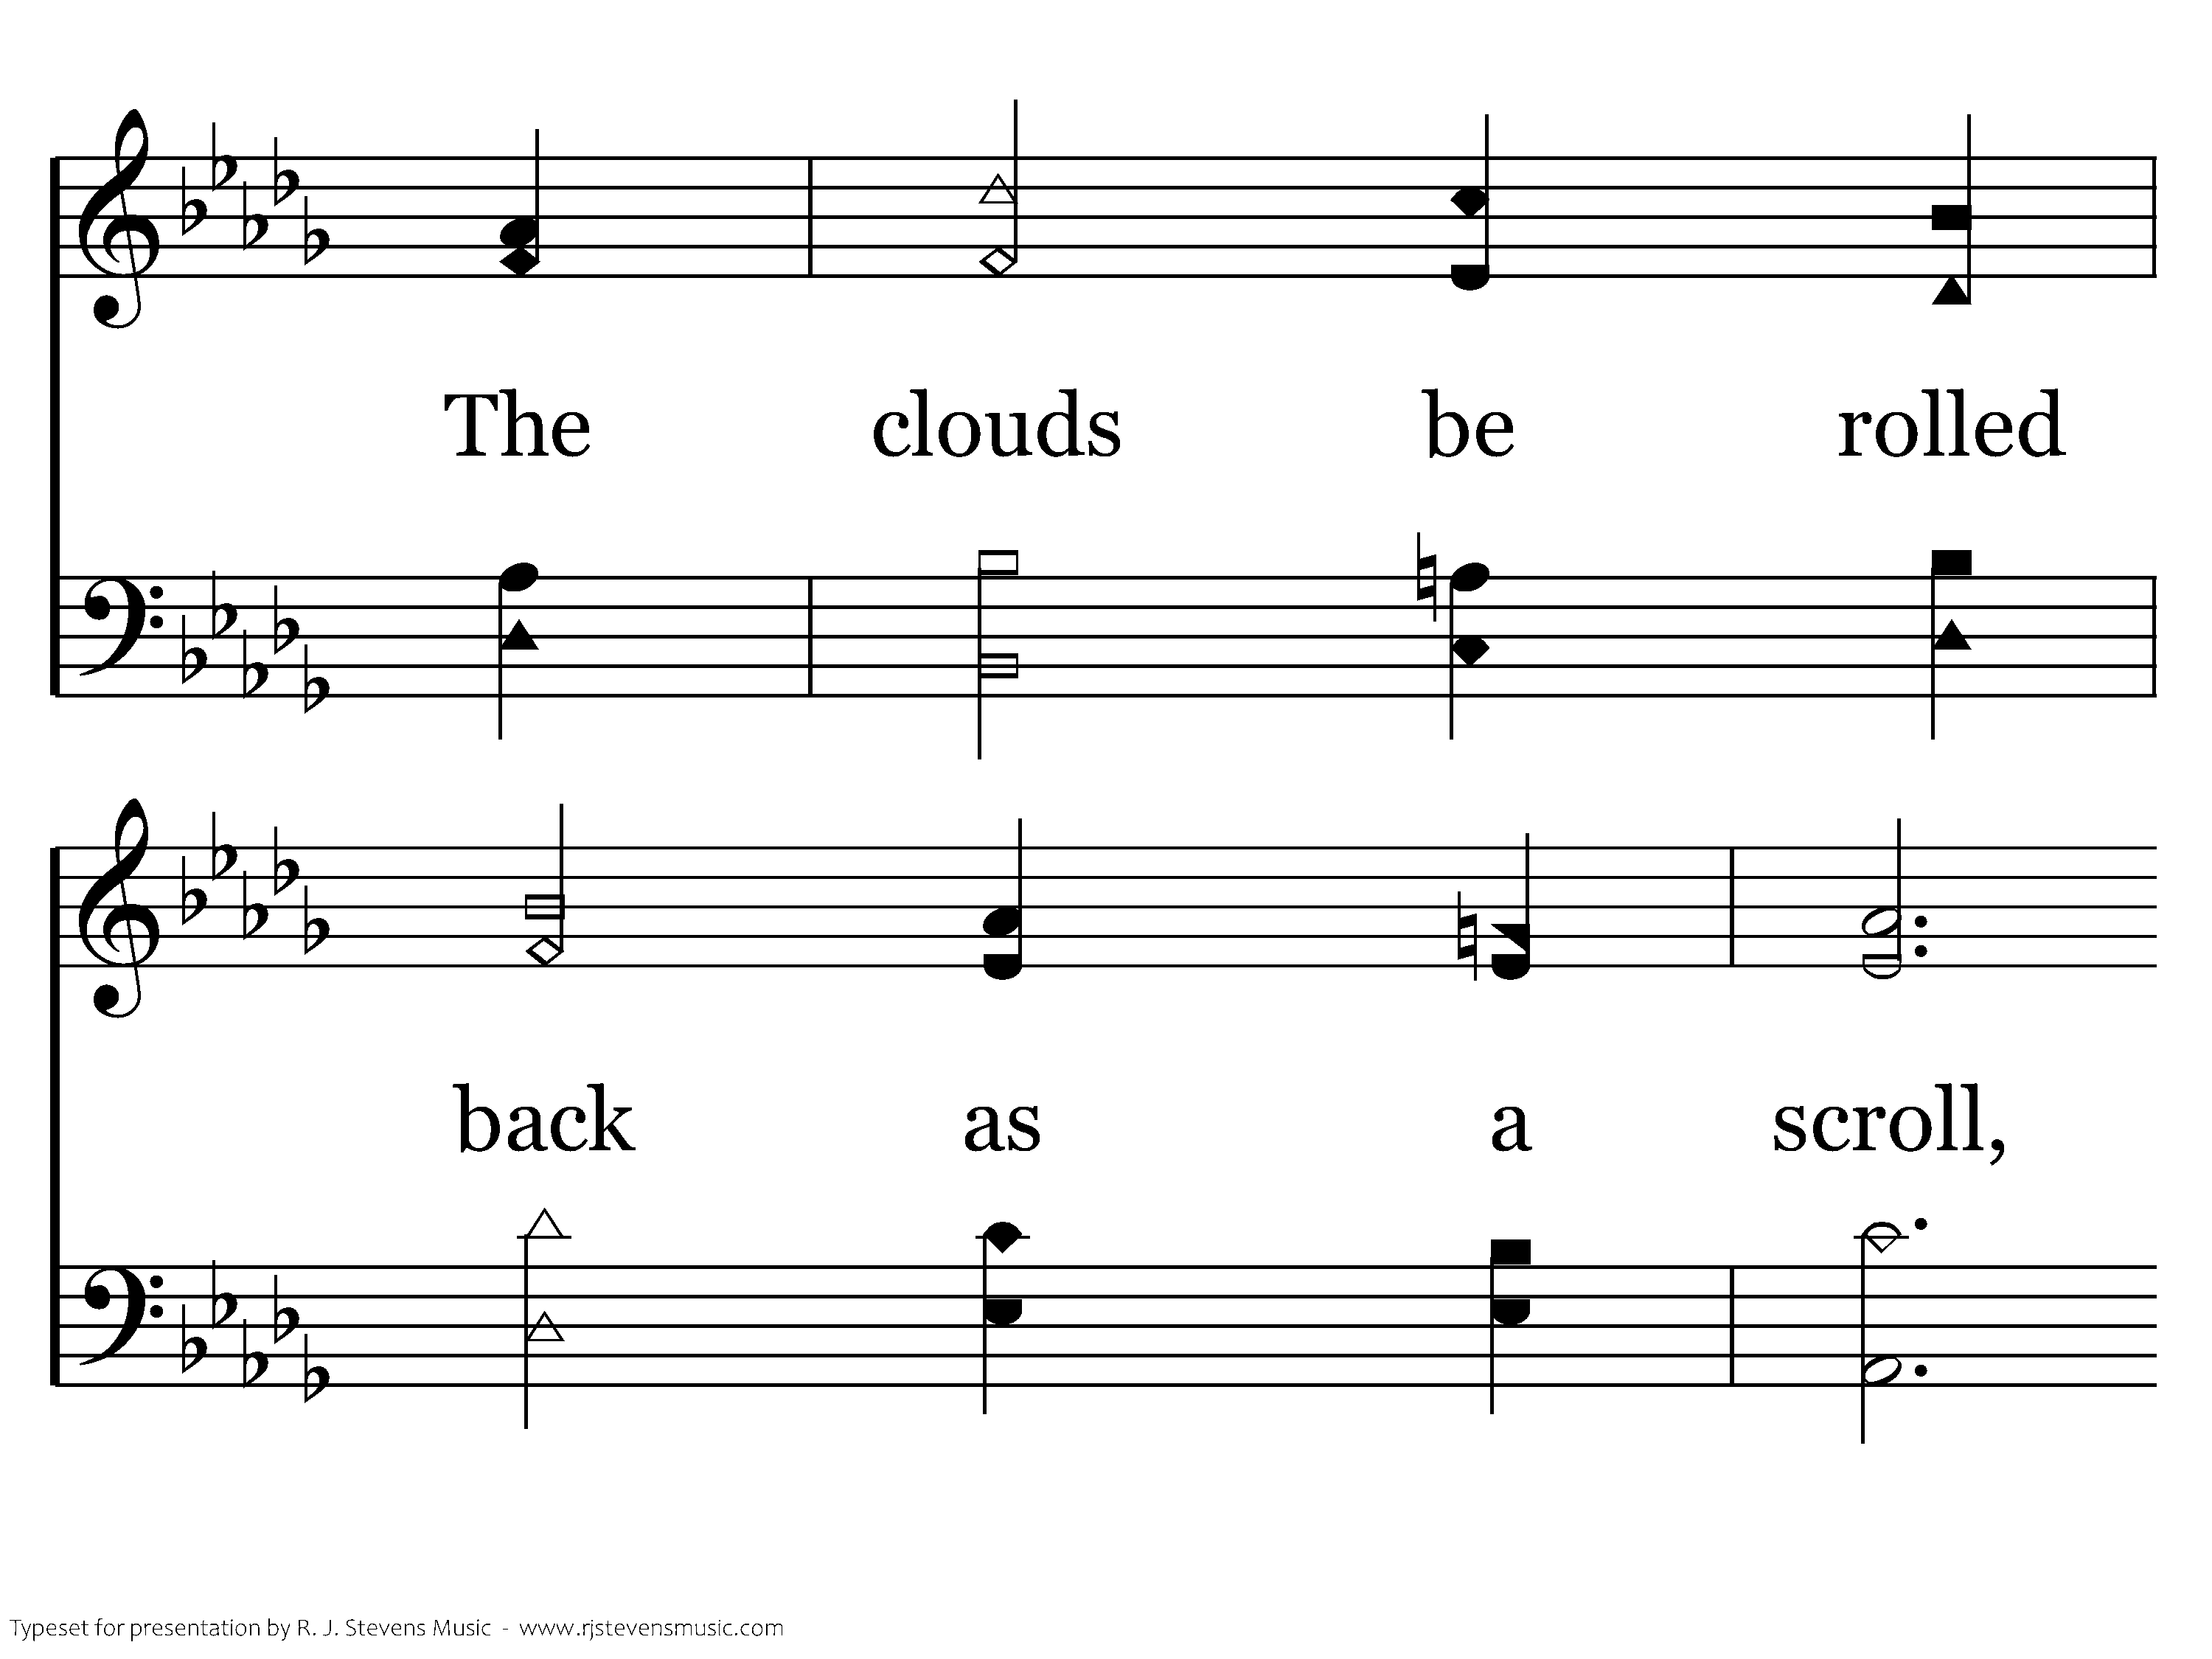 The clouds be rolled
back as a scroll,
Typeset for presentation by R. J. Stevens Music - www.rjstevensmusic.com